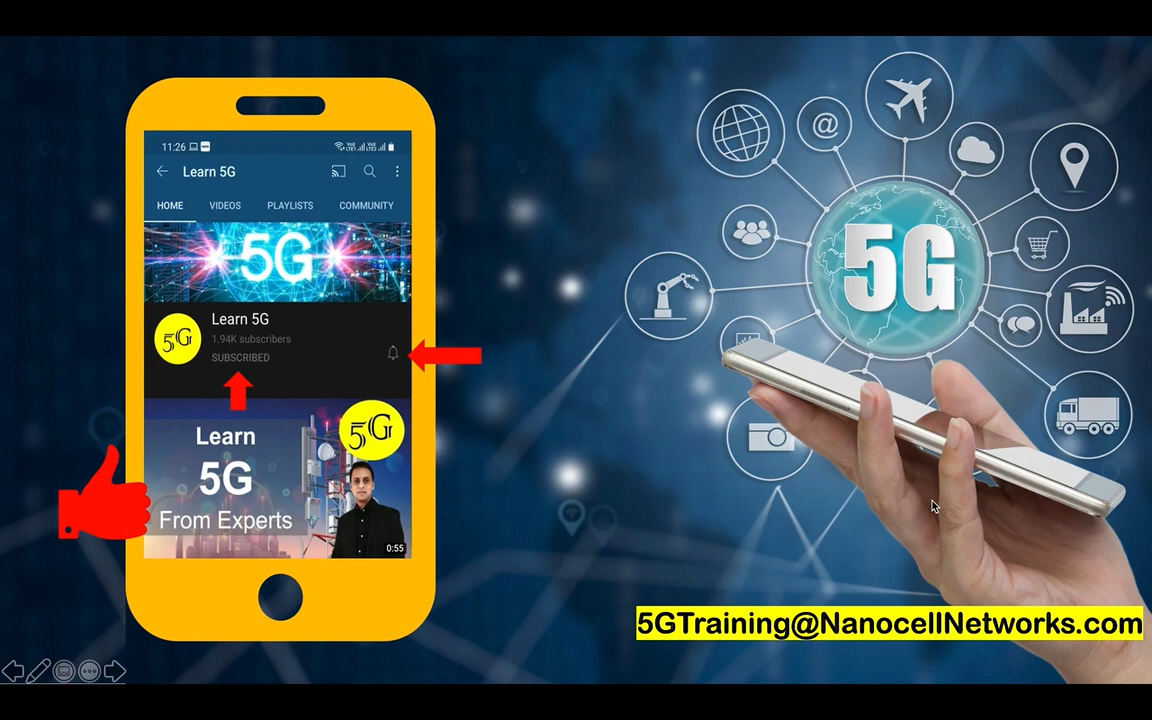 11:26
Learn 5G
HOME VIDEOS PLAYLISTS COMMUNITY
5G
5G
Learn 5G
1.94K subscribers
SUBSCRIBED
5G
Learn
5G
From Experts
0:55
@
5G
5GTraining@NanocellNetworks.com